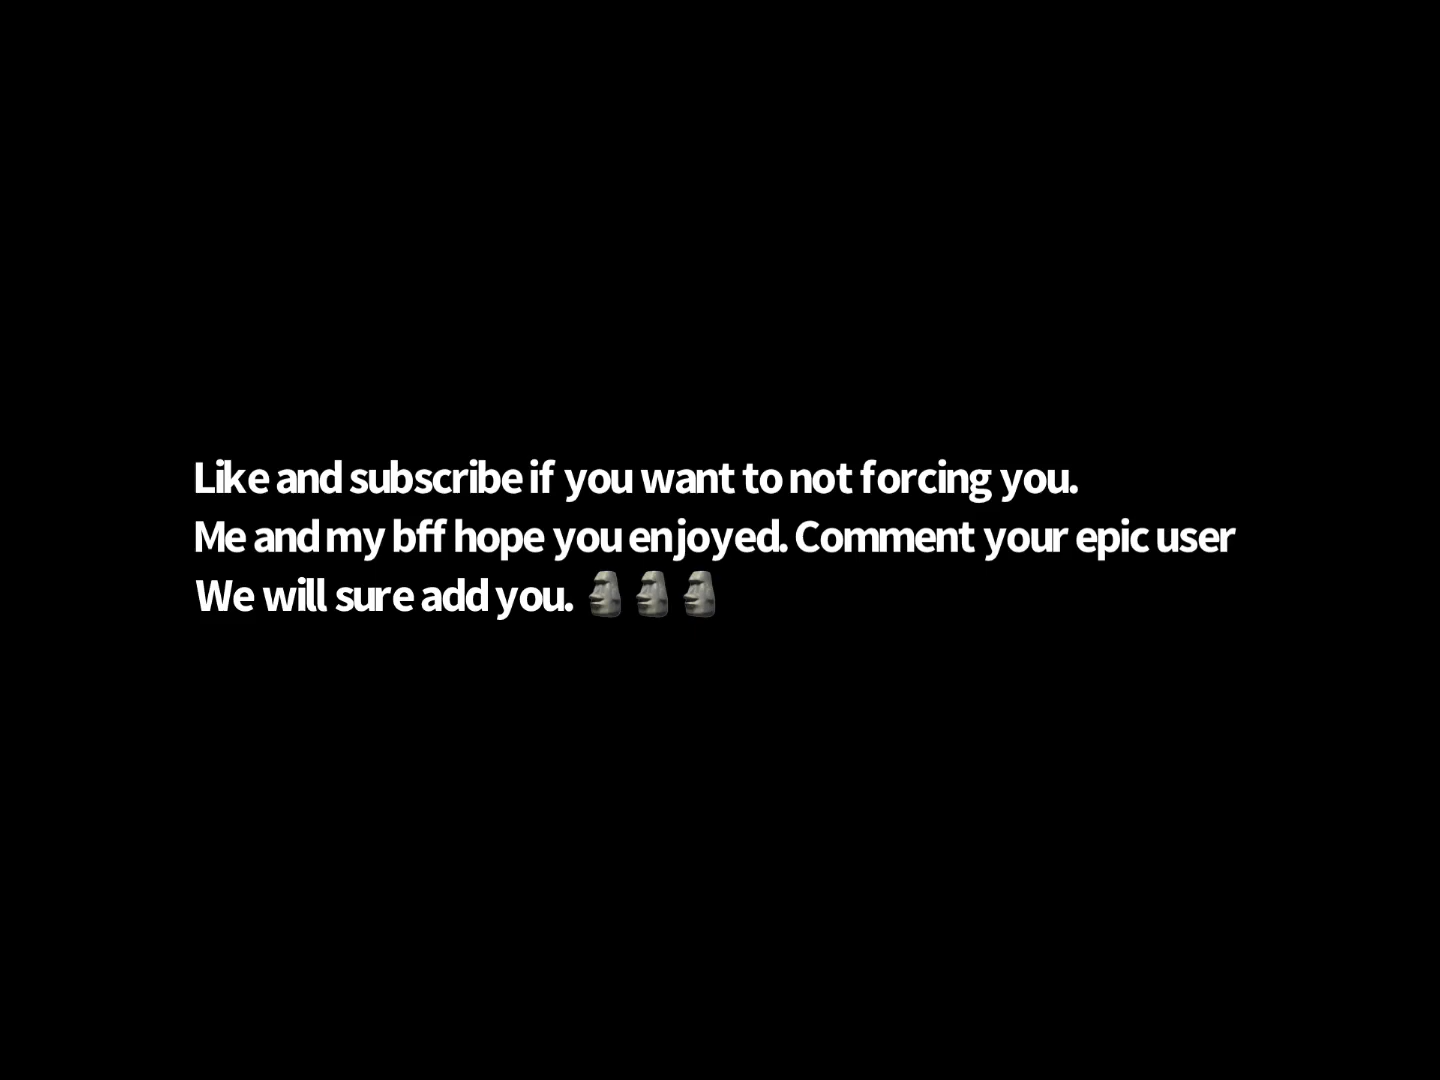 Like and subscribe if you want to not forcing you.
Me and my bff hope you enjoyed. Comment your epic user
We will sure add you. 🗿🗿🗿